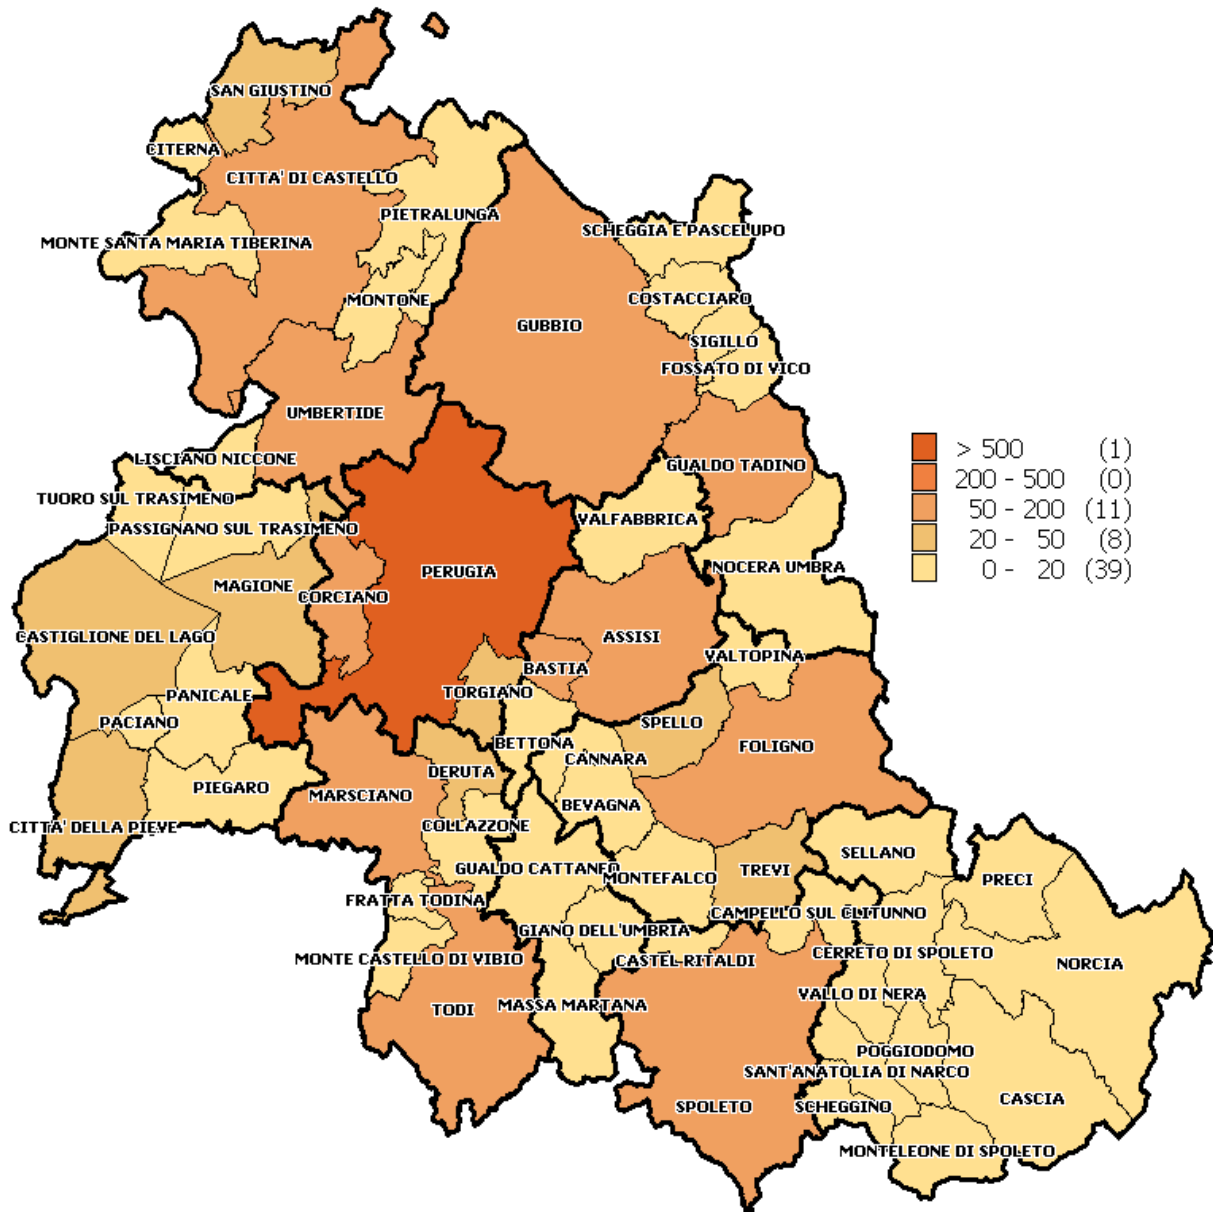 SAN GIUSTINO
CITERNA
CITTA' DI CASTELLO
PIETRALUNGA
SCHEGGIA E PASCELUPO
MONTE SANTA MARIA TIBERINA
COSTACCIARO
MONTONE
GUBBIO
SIGILLO
FOSSATO DI VICO
UMBERTIDE
LISCIANO NICCONE
GUALDO TADINO
> 500 (1)
200 - 500 (0)
50 - 200 (11)
20 - 50 (8)
0 - 20 (39)
TUORO SUL TRASIMENO
PASSIGNANO SUL TRASIMENO
VALFABBRICA
NOCERA UMBRA
PERUGIA
MAGIONE
CORCIANO
CASTIGLIONE DEL LAGO
ASSISI
BASTIA
VALTOPINA
PANICALE
TORGIANO
PACIANO
SPELLO
BETTONA
FOLIGNO
CANNARA
DERUTA
PIEGARO
MARSCIANO
BEVAGNA
CITTA' DELLA PIEVE
COLLAZZONE
SELLANO
GUALDO CATTANEO
MONTEFALCO
TREVI
PRECI
FRATTA TODINA
CAMPELLO SUL CLITUNNO
GIANO DELL'UMBRIA
MONTE CASTELLO DI VIBIO
CASTEL RITALDI
CERRETO DI SPOLETO
NORCIA
VALLO DI NERA
MASSA MARTANA
TODI
POGGIODOMO
SANT'ANATOLIA DI NARCO
CASCIA
SPOLETO
SCHEGGINO
MONTELEONE DI SPOLETO